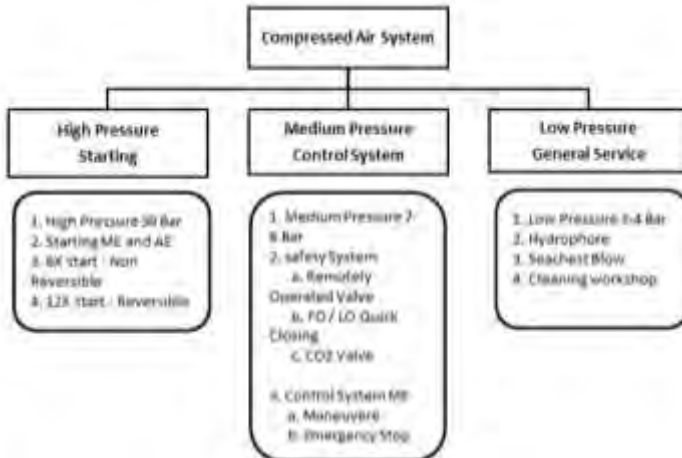 Compressed Air System
High Pressure
Starting
1. High Pressure 30 Bar
2. Starting ME and AE
3. 6X start - Non
Reversible
4. 12X start - Reversible
Medium Pressure
Control System
1. Medium Pressure 7-
8 Bar
2. safety System
a. Remotely
Operated Valve
b. FO / LO Quick
Closing
c. CO2 Valve
Control System ME
a. Maneuvere
b. Emergency Stop
Low Pressure
General Service
1. Low Pressure Bar
2. Hydrophore
3. Seachest Blow
4. Cleaning workshop